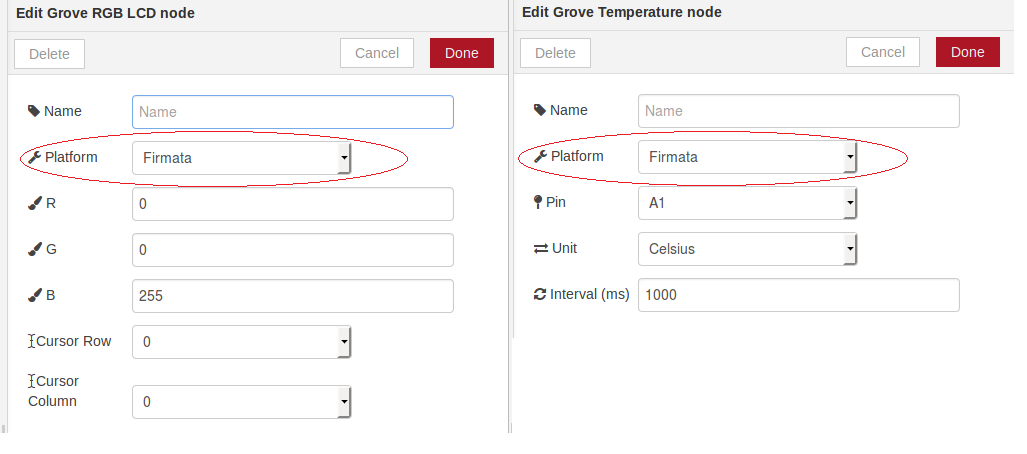 Edit Grove RGB LCD node
Delete
Cancel
Done
Name
Name
Platform
Firmata
R
0
G
0
B
255
Cursor Row
0
Cursor
Column
0
Edit Grove Temperature node
Delete
Cancel
Done
Name
Name
Platform
Firmata
Pin
A1
Unit
Celsius
Interval (ms)
1000